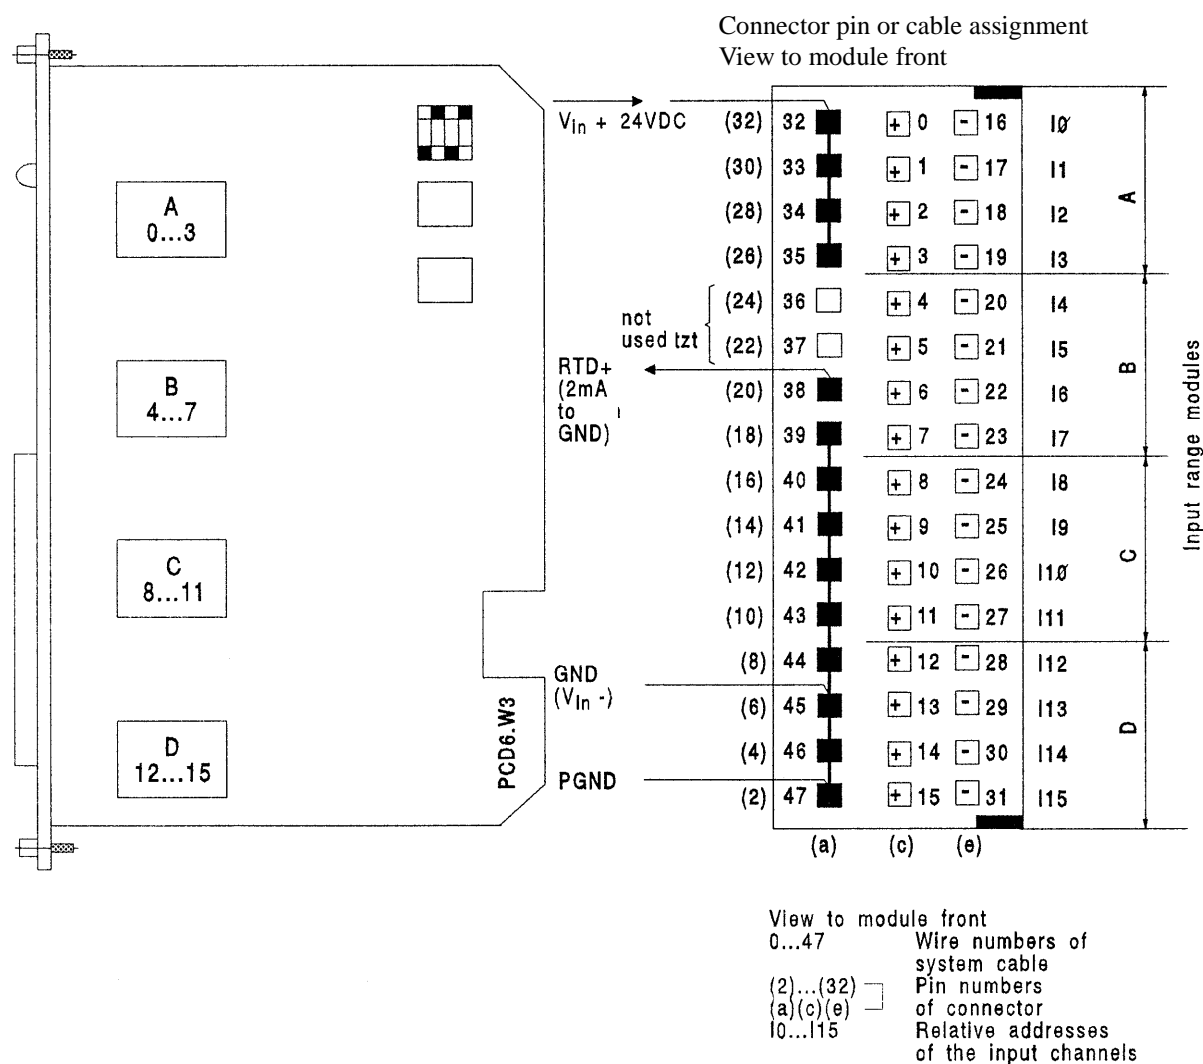 Connector pin or cable assignment
View to module front
Vin + 24VDC
A
0...3
B
4...7
C
8...11
D
12...15
PCD6.W3
not
used tzt
RTD+
(2mA
to
GND)
GND
(VIn -)
PGND
(32) 32 + 0 - 16 I0
(30) 33 + 1 - 17 I1
(28) 34 + 2 - 18 I2
(26) 35 + 3 - 19 I3
(24) 36 + 4 - 20 I4
(22) 37 + 5 - 21 I5
(20) 38 + 6 - 22 I6
(18) 39 + 7 - 23 I7
(16) 40 + 8 - 24 I8
(14) 41 + 9 - 25 I9
(12) 42 + 10 - 26 I10
(10) 43 + 11 - 27 I11
(8) 44 + 12 - 28 I12
(6) 45 + 13 - 29 I13
(4) 46 + 14 - 30 I14
(2) 47 + 15 - 31 I15
(a) (c) (e)
A
B
C
D
Input range modules
View to module front
0...47 Wire numbers of
system cable
(2)...(32) Pin numbers
(a)(c)(e) of connector
I0...I15 Relative addresses
of the input channels